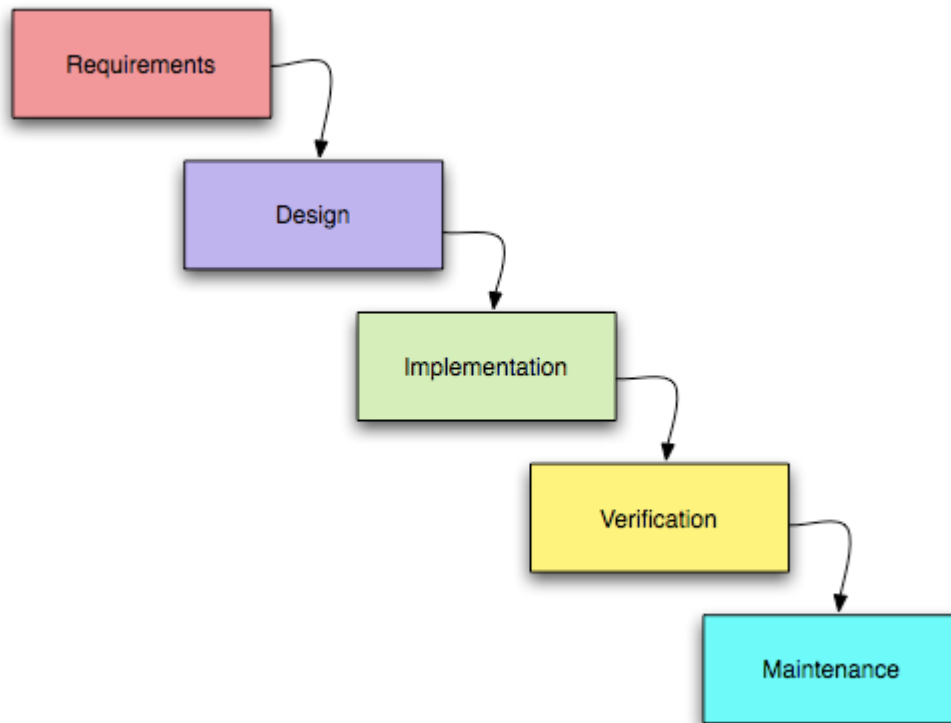 Requirements
Design
Implementation
Verification
Maintenance